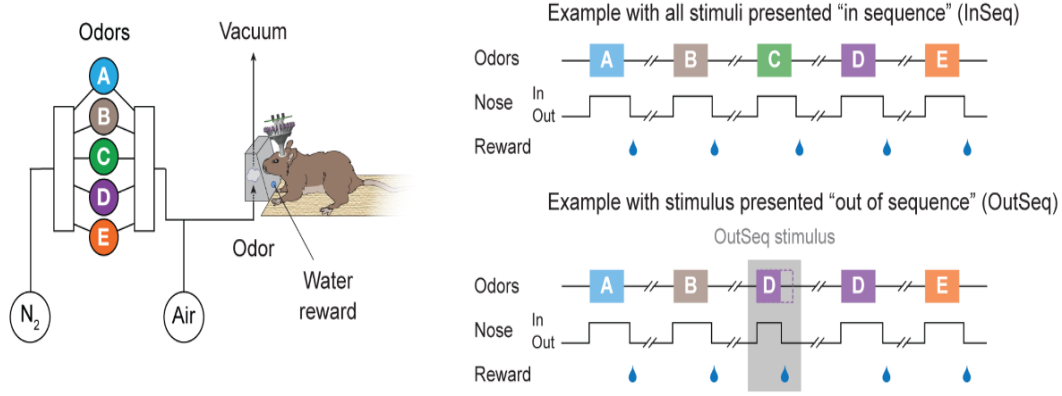 Odors
A
B
C
D
E
N2
Air
Vacuum
Odor
Water
reward
Example with all stimuli presented “in sequence” (InSeq)
Odors A B C D E
Nose In
Out
Reward
Example with stimulus presented “out of sequence” (OutSeq)
OutSeq stimulus
Odors A B D D E
Nose In
Out
Reward